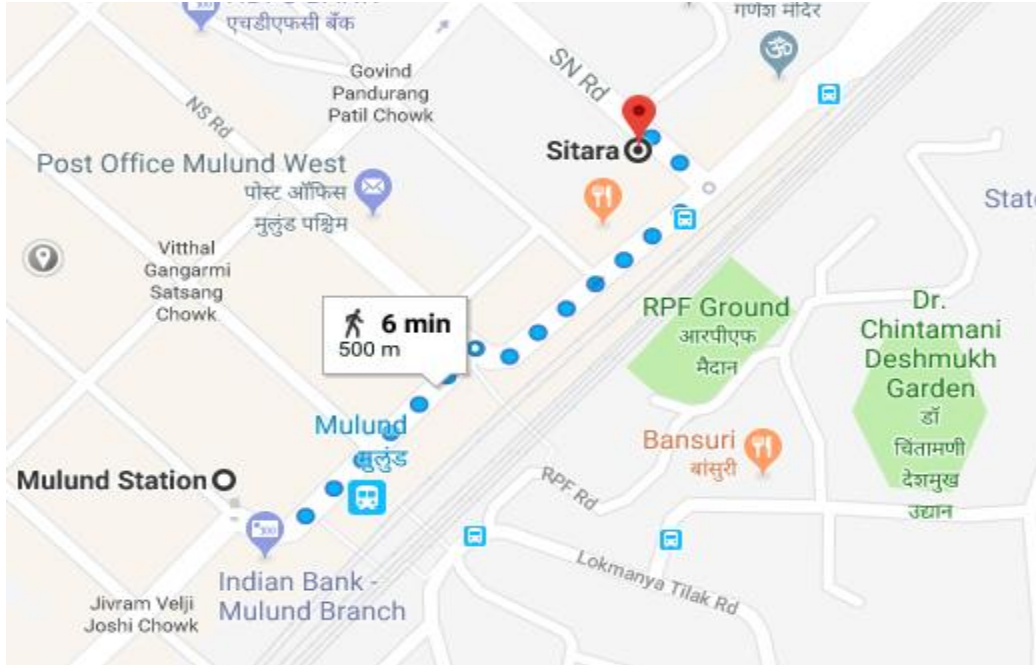 एचडीएफसी बँक
गणेश मंदिर
Govind
Pandurang
Patil Chowk
SN Rd
NS Rd
Sitara
Post Office Mulund West
पोस्ट ऑफिस
मुलुंड पश्चिम
State
Vitthal
Gangarmi
Satsang
Chowk
6 min
500 m
RPF Ground
आरपीएफ
मैदान
Dr.
Chintamani
Deshmukh
Garden
डॉ
चिंतामणी
देशमुख
उद्यान
Mulund
मुलुंड
Bansuri
बांसुरी
Mulund Station
RPF Rd
Indian Bank -
Mulund Branch
Lokmanya Tilak Rd
Jivram Velji
Joshi Chowk